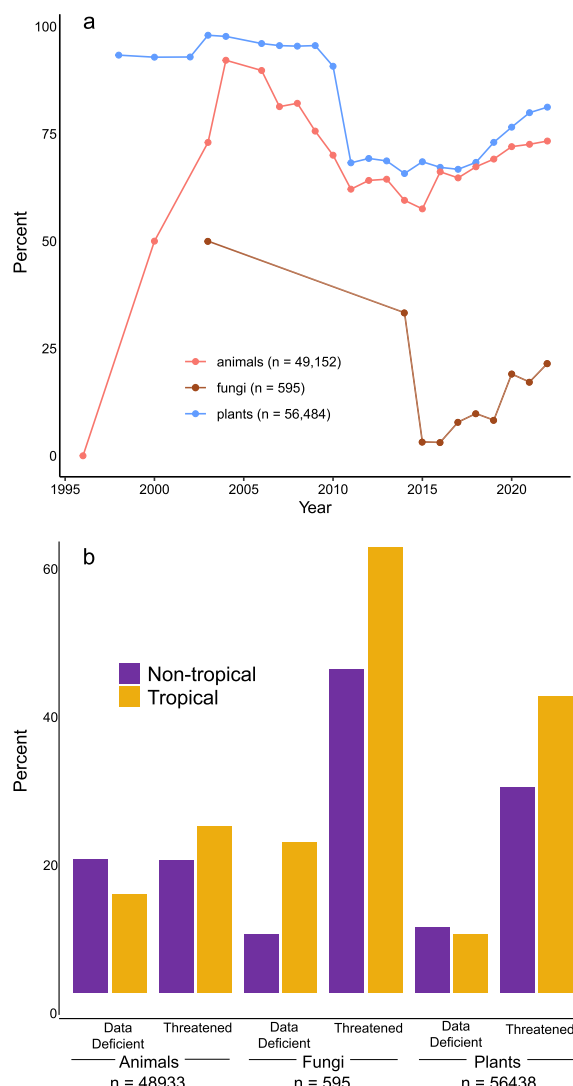 a
100
75
50
25
0
Percent
animals (n = 49,152)
fungi (n = 595)
plants (n = 56,484)
1995 2000 2005 2010 2015 2020
Year
b
60
40
20
0
Percent
Non-tropical
Tropical
Data Deficient Threatened Data Deficient Threatened Data Deficient Threatened
Animals Fungi Plants
n = 48933 n = 595 n = 56438